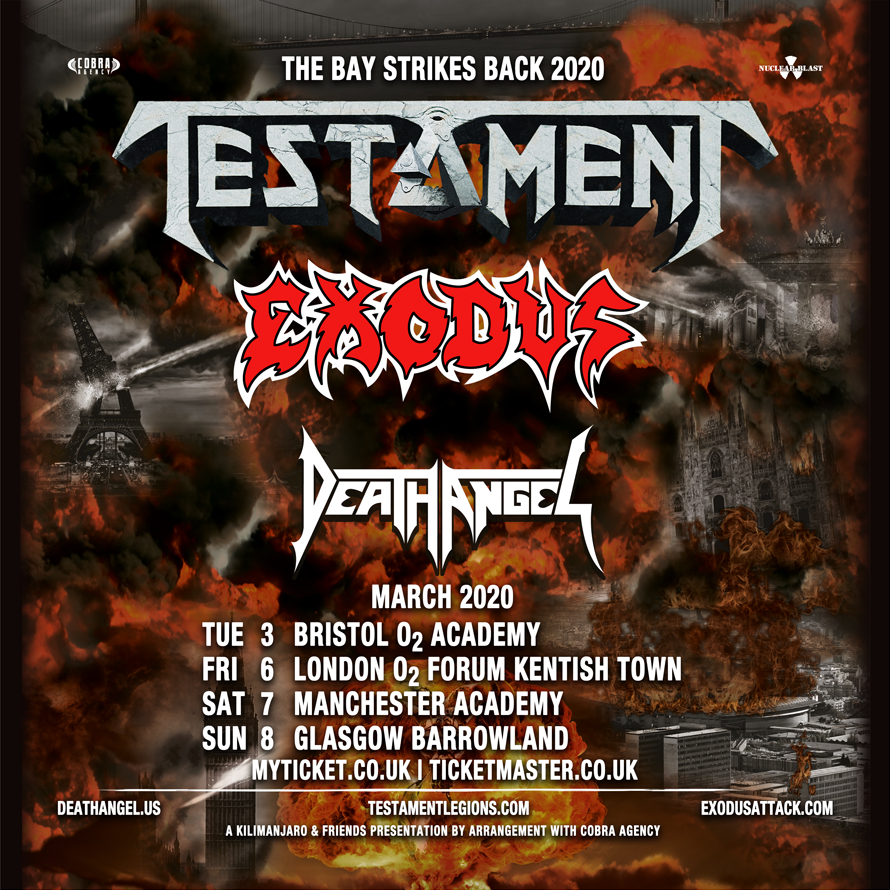 COBRA
AGENCY
THE BAY STRIKES BACK 2020
NUCLEAR BLAST
TESTAMENT
EXODUS
DEATH ANGEL
MARCH 2020
TUE 3 BRISTOL O2 ACADEMY
FRI 6 LONDON O2 FORUM KENTISH TOWN
SAT 7 MANCHESTER ACADEMY
SUN 8 GLASGOW BARROWLAND
MYTICKET.CO.UK | TICKETMASTER.CO.UK
DEATHANGEL.US TESTAMENTLEGIONS.COM EXODUSATTACK.COM
A KILIMANJARO & FRIENDS PRESENTATION BY ARRANGEMENT WITH COBRA AGENCY